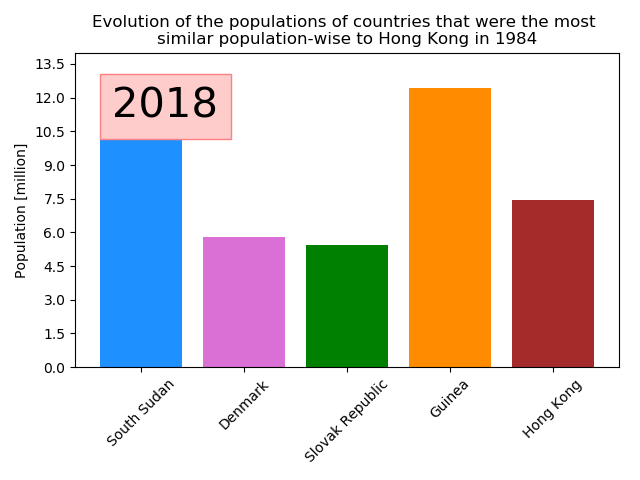 Evolution of the populations of countries that were the most
similar population-wise to Hong Kong in 1984
2018
Population [million]
13.5
12.0
10.5
9.0
7.5
6.0
4.5
3.0
1.5
0.0
South Sudan
Denmark
Slovak Republic
Guinea
Hong Kong